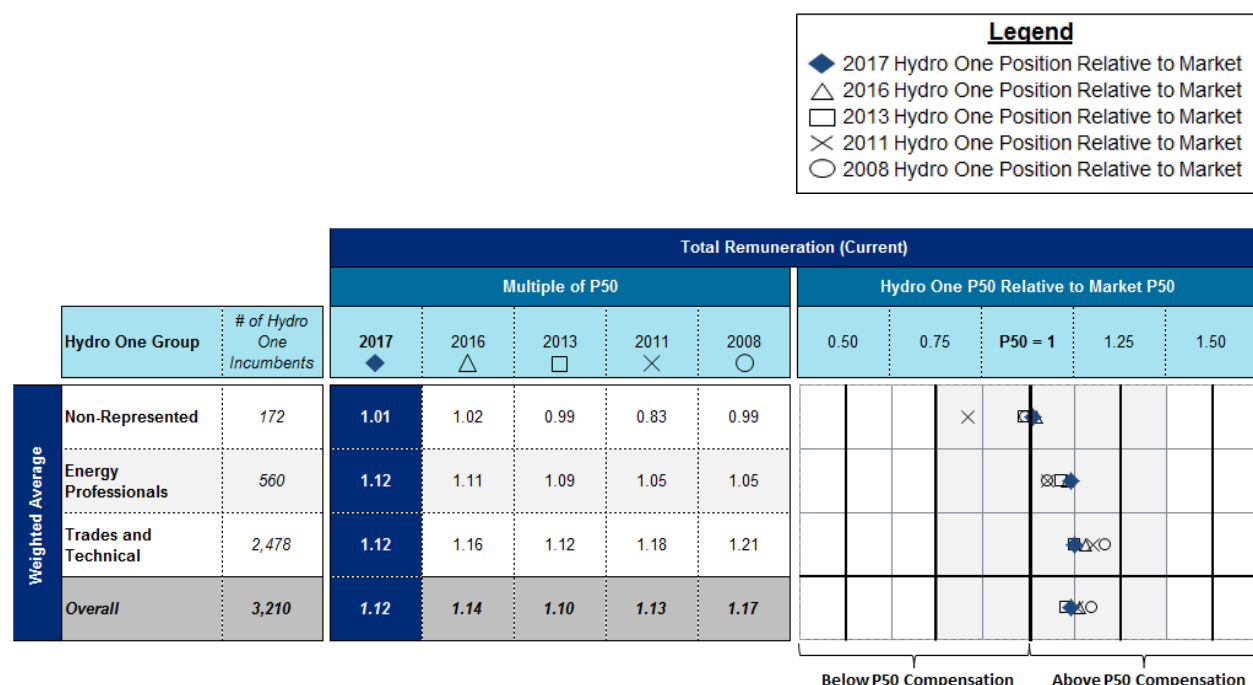 Legend
2017 Hydro One Position Relative to Market
2016 Hydro One Position Relative to Market
2013 Hydro One Position Relative to Market
2011 Hydro One Position Relative to Market
2008 Hydro One Position Relative to Market
Total Remuneration (Current)
Multiple of P50 Hydro One P50 Relative to Market P50
Hydro One Group # of Hydro One Incumbents 2017 2016 2013 2011 2008 0.50 0.75 P50 = 1 1.25 1.50
Weighted Average
Non-Represented 172 1.01 1.02 0.99 0.83 0.99
Energy Professionals 560 1.12 1.11 1.09 1.05 1.05
Trades and Technical 2,478 1.12 1.16 1.12 1.18 1.21
Overall 3,210 1.12 1.14 1.10 1.13 1.17
Below P50 Compensation Above P50 Compensation